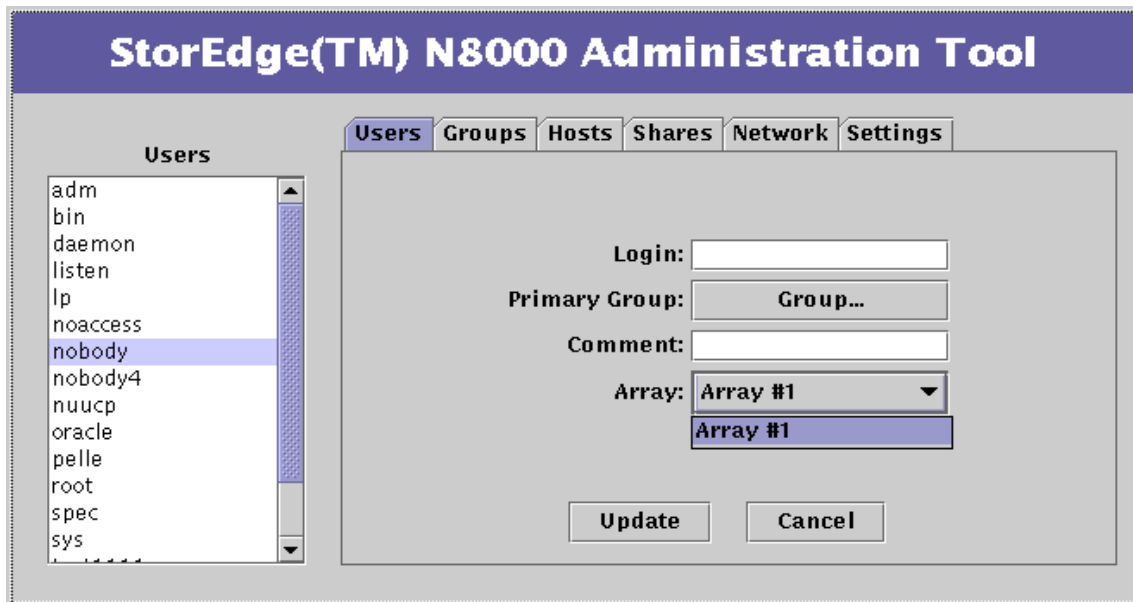 StorEdge(TM) N8000 Administration Tool
Users Groups Hosts Shares Network Settings
Users
adm
bin
daemon
listen
lp
noaccess
nobody
nobody4
nuucp
oracle
pelle
root
spec
sys
Login:
Primary Group: Group...
Comment:
Array: Array #1
Array #1
Update Cancel